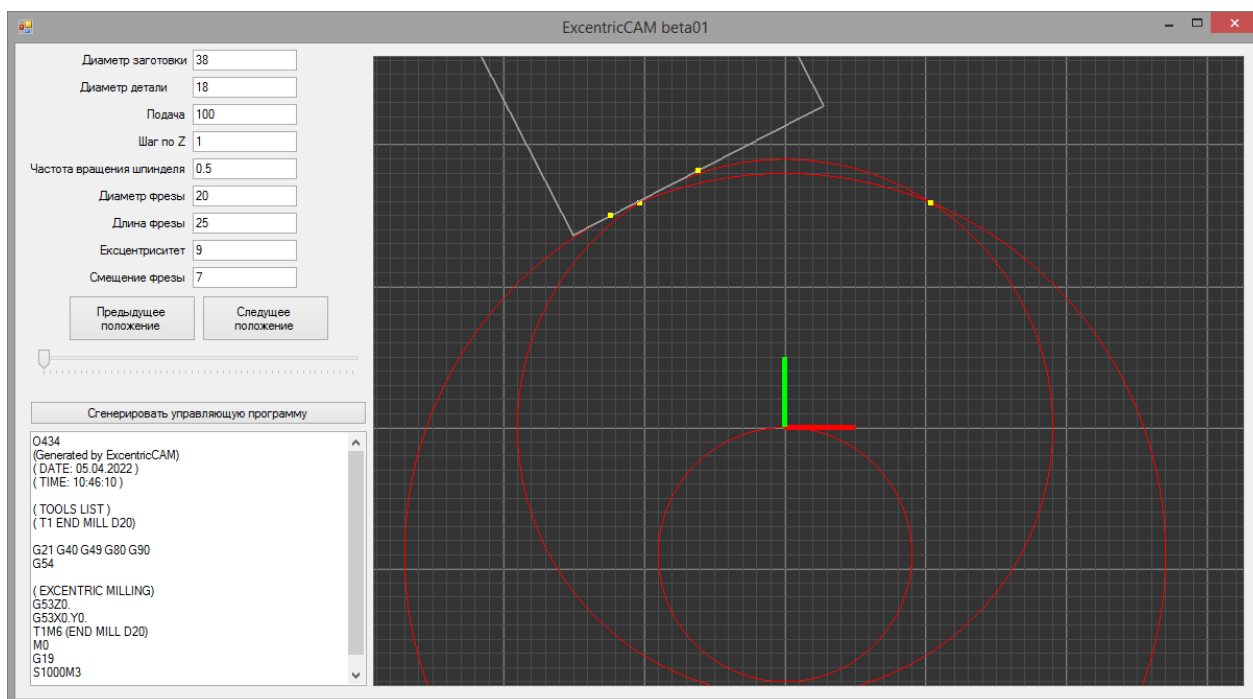 ExcentricCAM beta01
Диаметр заготовки 38
Диаметр детали 18
Подача 100
Шаг по Z 1
Частота вращения шпинделя 0.5
Диаметр фрезы 20
Длина фрезы 25
Ексцентриситет 9
Смещение фрезы 7
Предыдущее
положение
Следущее
положение
Сгенерировать управляющую программу
O434
(Generated by ExcentricCAM)
( DATE: 05.04.2022 )
( TIME: 10:46:10 )
( TOOLS LIST )
( T1 END MILL D20)
G21 G40 G49 G80 G90
G54
( EXCENTRIC MILLING)
G53Z0.
G53X0.Y0.
T1M6 (END MILL D20)
M0
G19
S1000M3